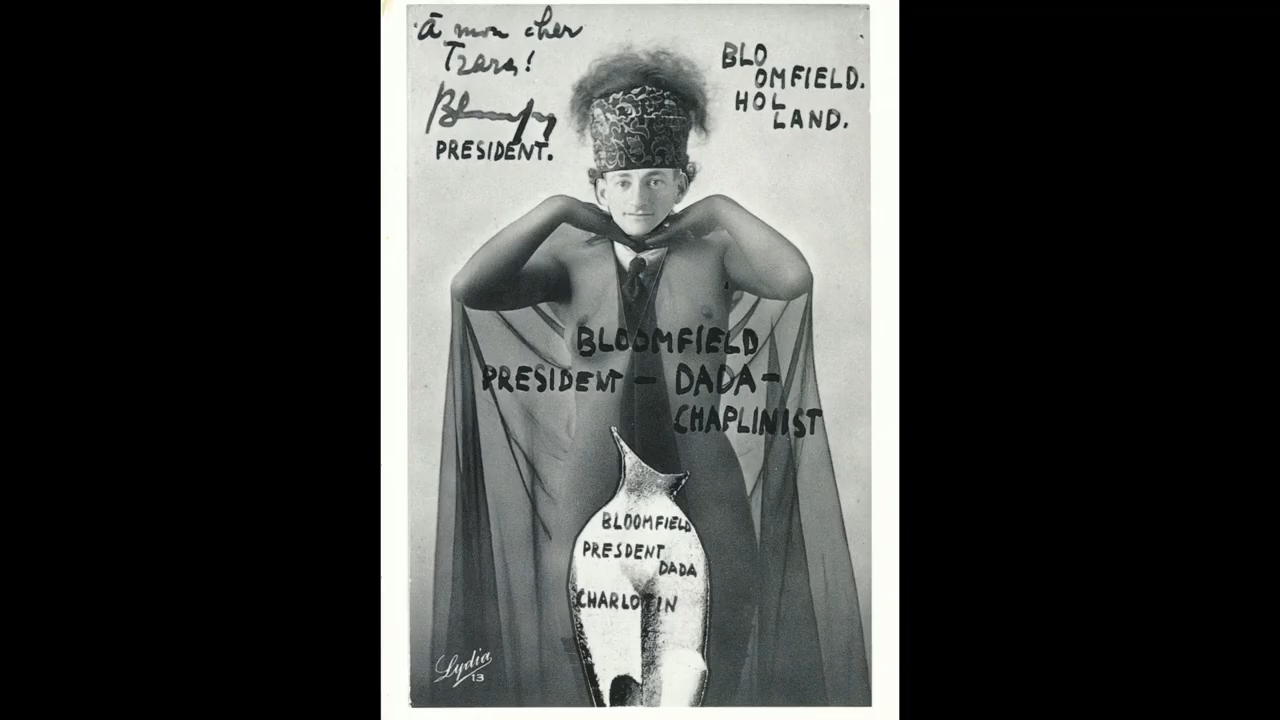 à mon cher
Tzara!
PRESIDENT.
BLO
OMFIELD.
HOL
LAND.
BLOOMFIELD
PRESIDENT — DADA —
CHAPLINIST
BLOOMFIELD
PRESDENT
DADA
CHARLOTIN
Lydia
13